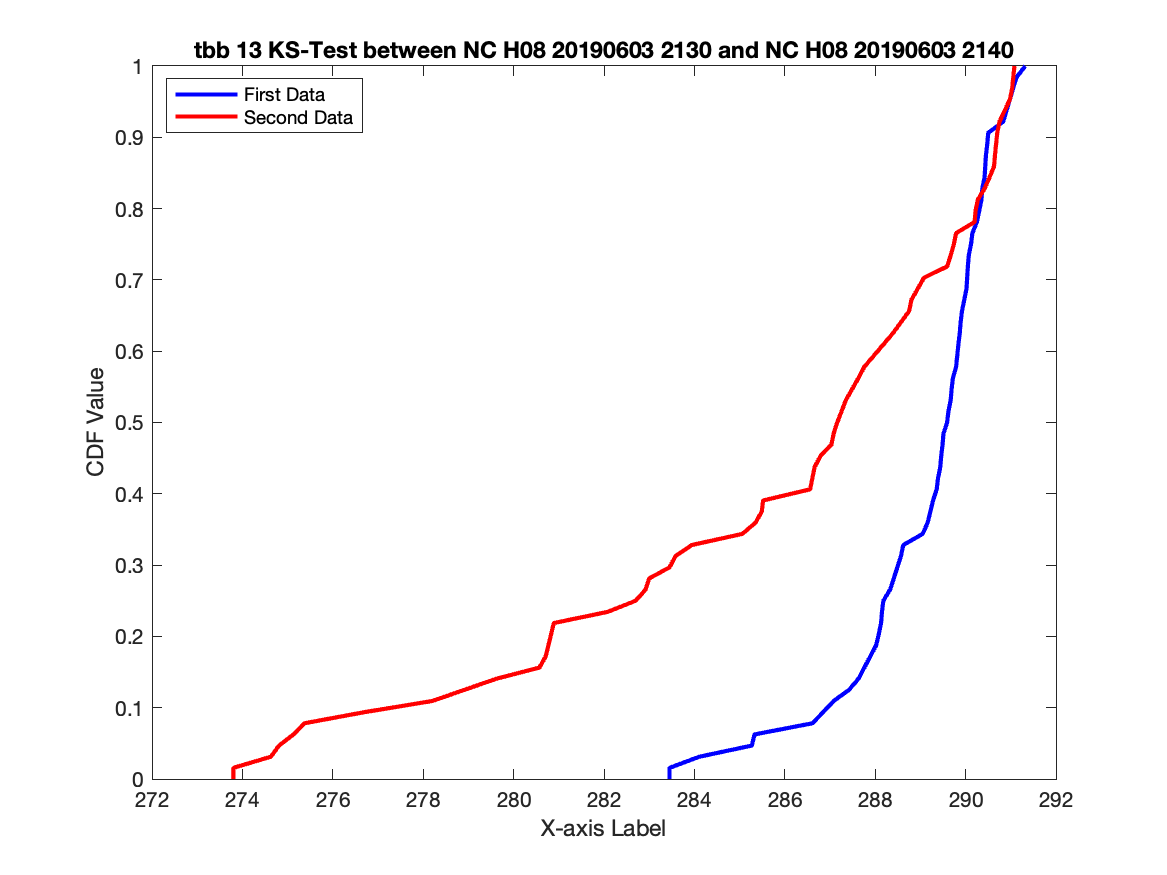 tbb 13 KS-Test between NC H08 20190603 2130 and NC H08 20190603 2140
First Data
Second Data
1
0.9
0.8
0.7
0.6
0.5
0.4
0.3
0.2
0.1
0
CDF Value
272 274 276 278 280 282 284 286 288 290 292
X-axis Label